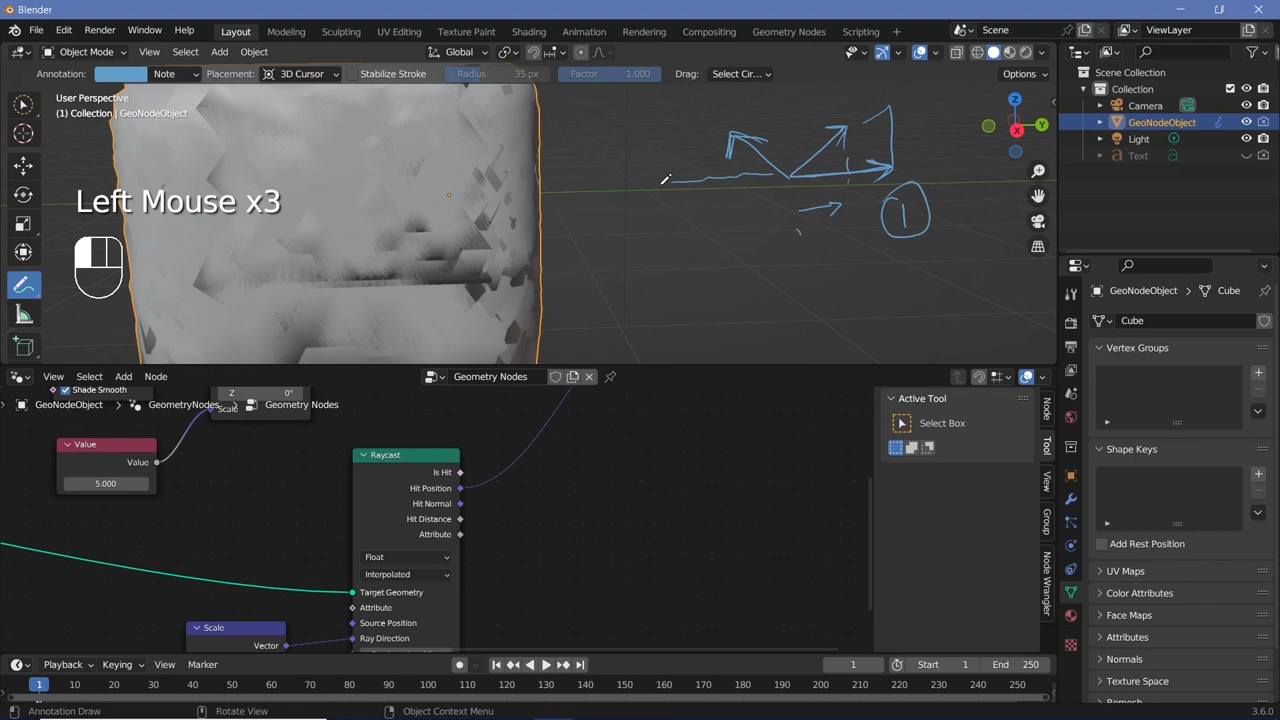 Blender
File Edit Render Window Help Layout Modeling Sculpting UV Editing Texture Paint Shading Animation Rendering Compositing Geometry Nodes Scripting + Scene ViewLayer
Object Mode View Select Add Object Global
Annotation: Note Placement: 3D Cursor Stabilize Stroke Radius 35 px Factor 1.000 Drag: Select Cir... Options
User Perspective
(1) Collection | GeoNodeObject
Z
Y
X
1
Left Mouse x3
Scene Collection
Collection
Camera
GeoNodeObject
Light
Text
GeoNodeObject > Cube
Cube
Vertex Groups
Shape Keys
Add Rest Position
UV Maps
Color Attributes
Face Maps
Attributes
Normals
Texture Space
Remesh
View Select Add Node Geometry Nodes
Shade Smooth
Z 0°
GeoNodeObject > GeometryNodes > Geometry Nodes
Scale
Value
Value
5.000
Raycast
Is Hit
Hit Position
Hit Normal
Hit Distance
Attribute
Float
Interpolated
Target Geometry
Attribute
Source Position
Ray Direction
Scale
Vector
Active Tool
Select Box
Node
Tool
View
Group
Node Wrangler
Playback Keying View Marker 1 Start 1 End 250
1 10 20 30 40 50 60 70 80 90 100 110 120 130 140 150 160 170 180 190 200 210 220 230 240 250
Annotation Draw Rotate View Object Context Menu 3.6.0